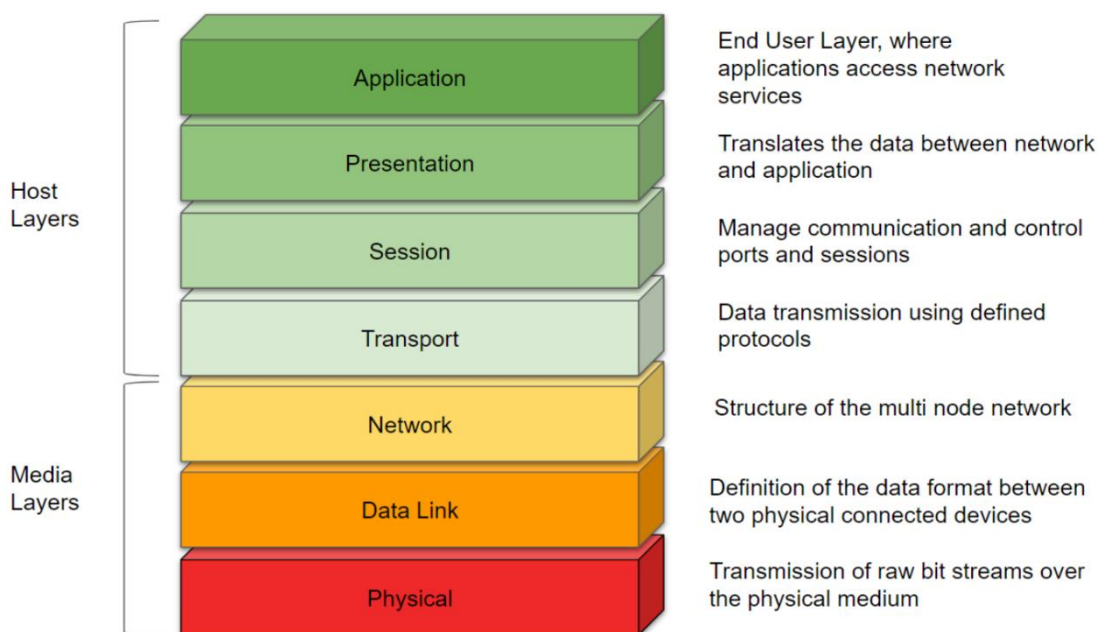 Host
Layers
Application
End User Layer, where
applications access network
services
Presentation
Translates the data between network
and application
Session
Manage communication and control
ports and sessions
Transport
Data transmission using defined
protocols
Media
Layers
Network
Structure of the multi node network
Data Link
Definition of the data format between
two physical connected devices
Physical
Transmission of raw bit streams over
the physical medium